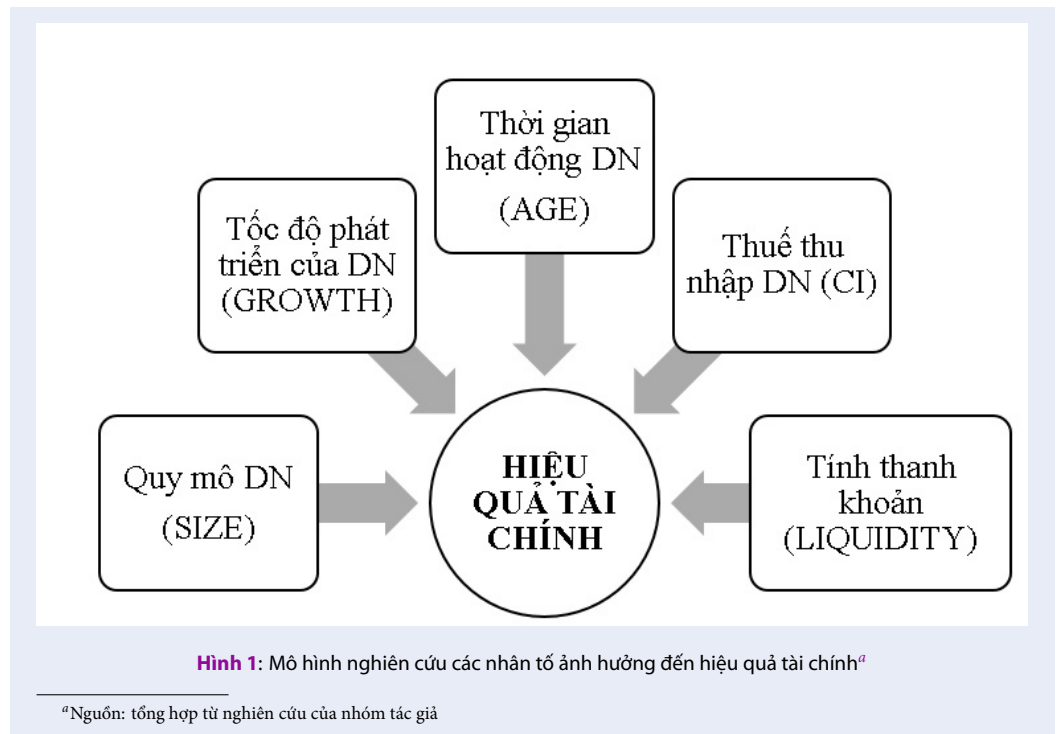 Thời gian
hoạt động DN
(AGE)
Tốc độ phát
triển của DN
(GROWTH)
Thuế thu
nhập DN (CI)
Quy mô DN
(SIZE)
HIỆU
QUẢ TÀI
CHÍNH
Tính thanh
khoản
(LIQUIDITY)
Hình 1: Mô hình nghiên cứu các nhân tố ảnh hưởng đến hiệu quả tài chính^a
^aNguồn: tổng hợp từ nghiên cứu của nhóm tác giả